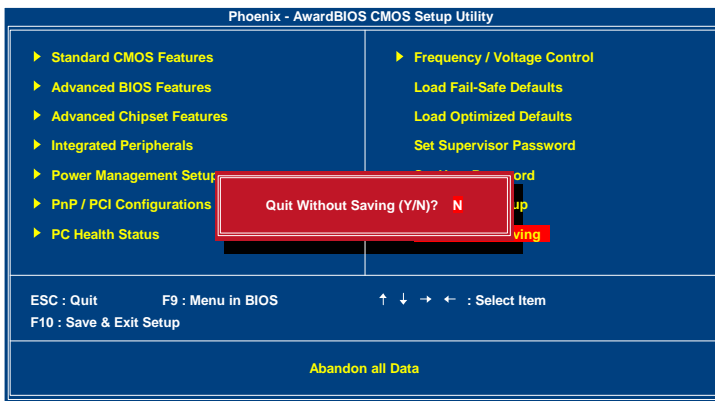 Phoenix - AwardBIOS CMOS Setup Utility
Standard CMOS Features
Advanced BIOS Features
Advanced Chipset Features
Integrated Peripherals
Power Management Setup
PnP / PCI Configurations
PC Health Status
Frequency / Voltage Control
Load Fail-Safe Defaults
Load Optimized Defaults
Set Supervisor Password
Quit Without Saving (Y/N)? N
ESC : Quit F9 : Menu in BIOS ↑ ↓ → ← : Select Item
F10 : Save & Exit Setup
Abandon all Data